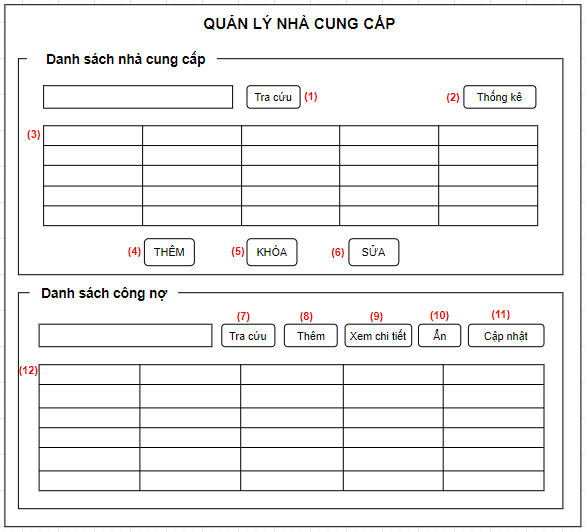 QUẢN LÝ NHÀ CUNG CẤP
Danh sách nhà cung cấp
Tra cứu (1) (2) Thống kê
(3)
(4) THÊM (5) KHÓA (6) SỬA
Danh sách công nợ
(7) (8) (9) (10) (11)
Tra cứu Thêm Xem chi tiết Ẩn Cập nhật
(12)